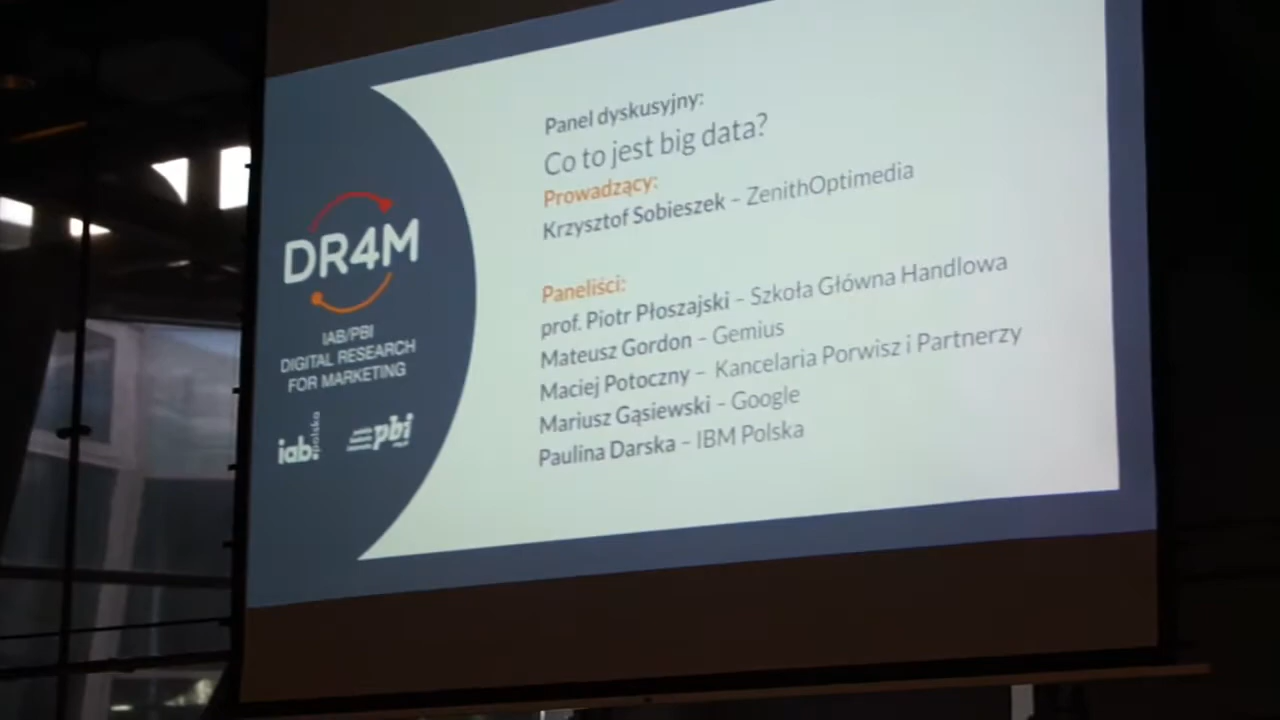 Panel dyskusyjny:
Co to jest big data?
Prowadzący:
Krzysztof Sobieszek – ZenithOptimedia
Paneliści:
prof. Piotr Płoszajski – Szkoła Główna Handlowa
Mateusz Gordon – Gemius
Maciej Potoczny – Kancelaria Porwisz i Partnerzy
Mariusz Gąsiewski – Google
Paulina Darska – IBM Polska
DR4M
IAB/PBI
DIGITAL RESEARCH
FOR MARKETING
iab: polska
pbi